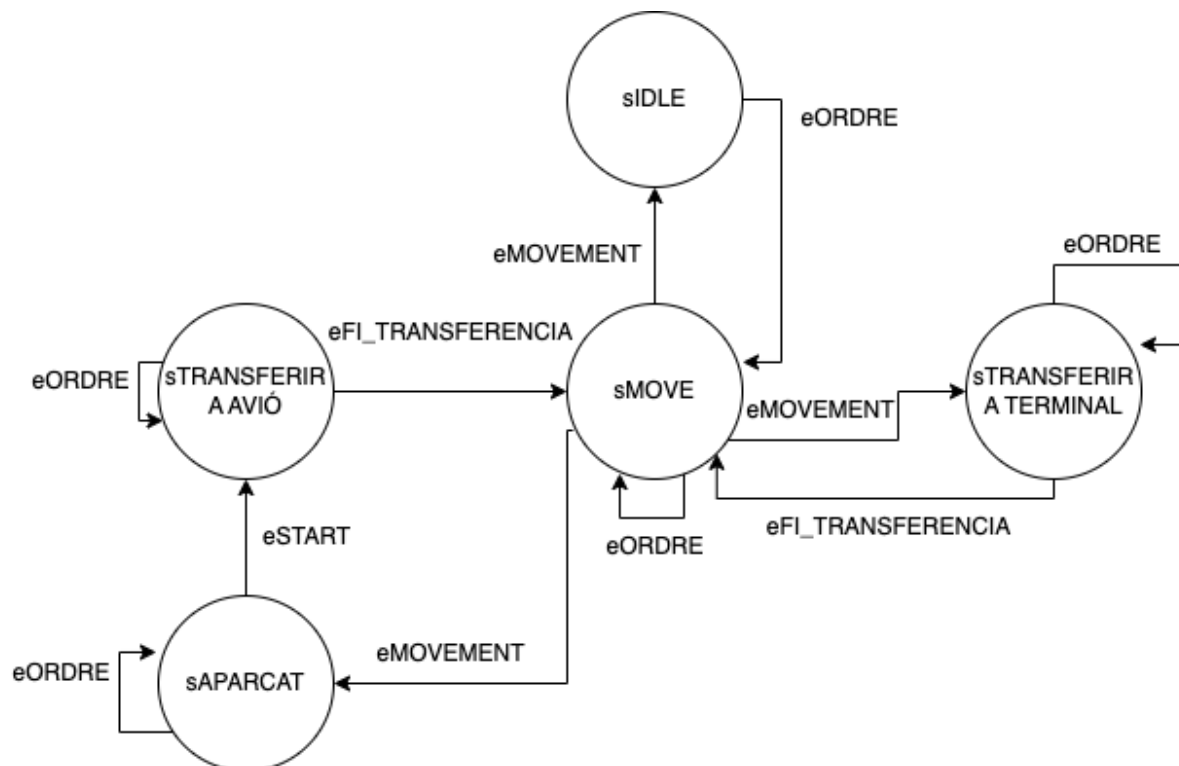 sIDLE
eORDRE
eMOVEMENT
eORDRE
eFI_TRANSFERENCIA
eORDRE
sTRANSFERIR
A AVIÓ
sMOVE
eMOVEMENT
sTRANSFERIR
A TERMINAL
eSTART
eORDRE
eFI_TRANSFERENCIA
eMOVEMENT
eORDRE
sAPARCAT